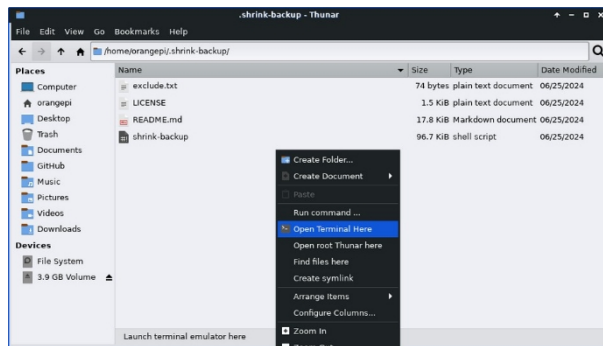 .shrink-backup - Thunar
File Edit View Go Bookmarks Help
/home/orangepi/.shrink-backup/
Places
Computer
orangepi
Desktop
Trash
Documents
GitHub
Music
Pictures
Videos
Downloads
Devices
File System
3.9 GB Volume
Name Size Type Date Modified
exclude.txt 74 bytes plain text document 06/25/2024
LICENSE 1.5 KiB plain text document 06/25/2024
README.md 17.8 KiB Markdown document 06/25/2024
shrink-backup 96.7 KiB shell script 06/25/2024
Create Folder...
Create Document
Paste
Run command ...
Open Terminal Here
Open root Thunar here
Find files here
Create symlink
Arrange Items
Configure Columns...
Zoom In
Launch terminal emulator here